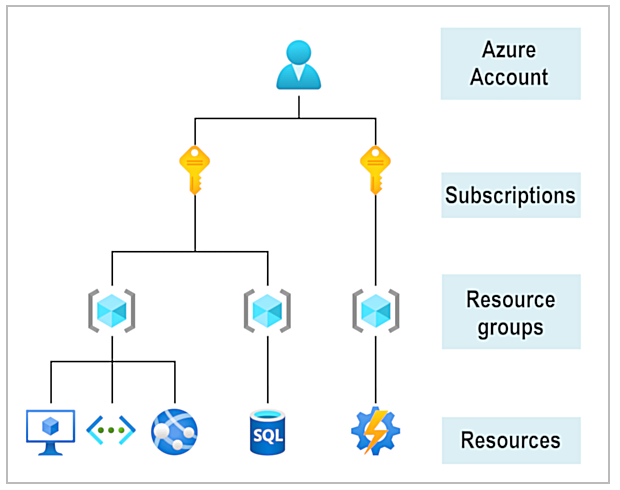 Azure
Account
Subscriptions
Resource
groups
SQL
Resources